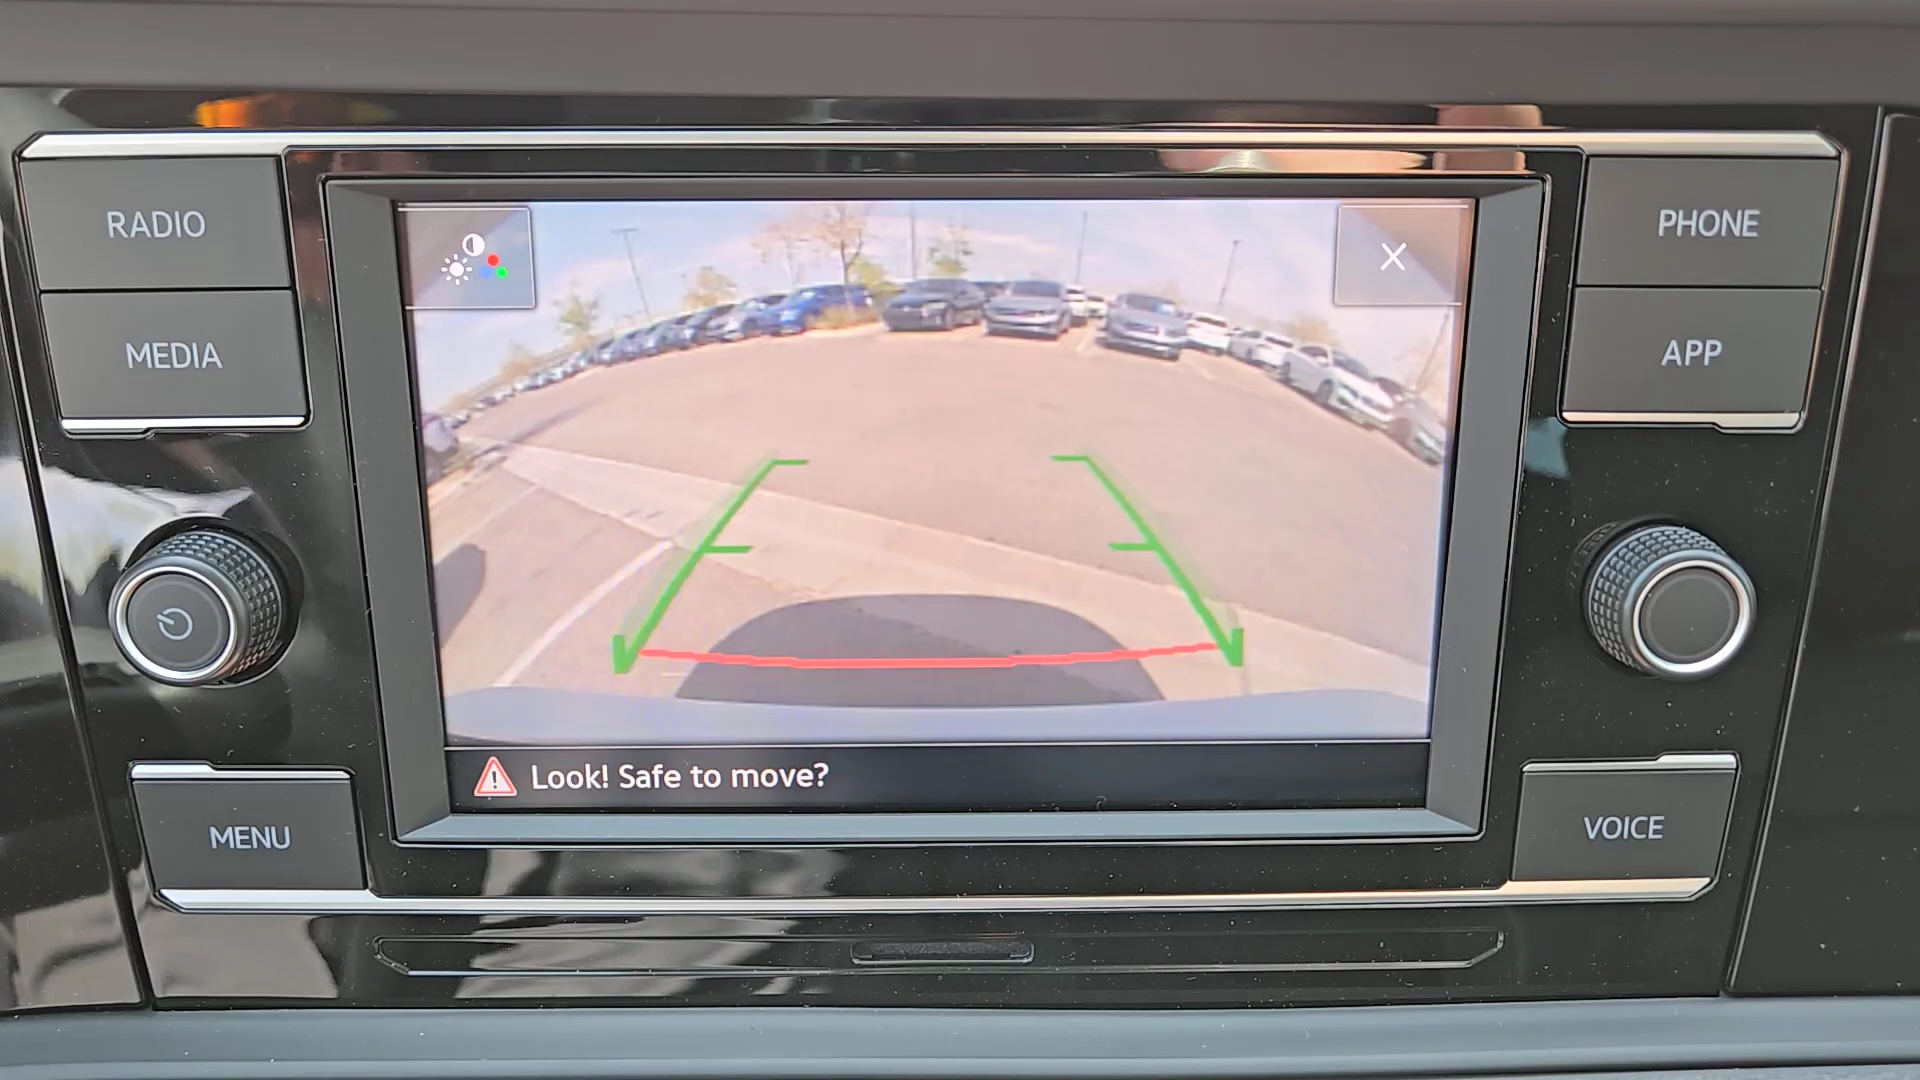 RADIO
PHONE
MEDIA
APP
Look! Safe to move?
MENU
VOICE